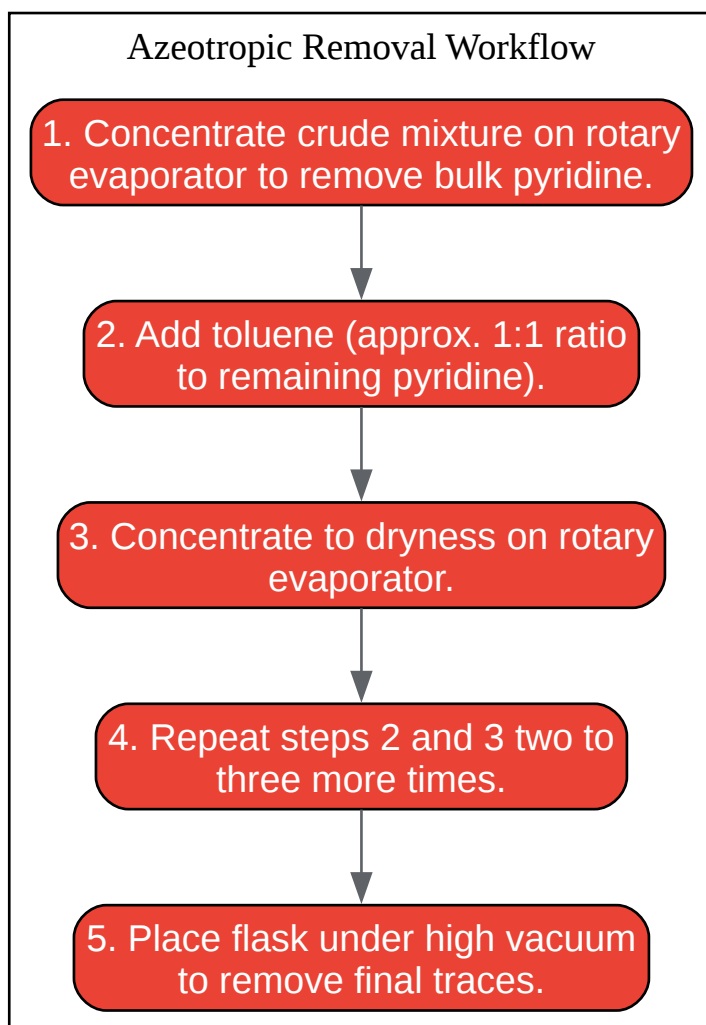 Azeotropic Removal Workflow
1. Concentrate crude mixture on rotary
evaporator to remove bulk pyridine.
2. Add toluene (approx. 1:1 ratio
to remaining pyridine).
3. Concentrate to dryness on rotary
evaporator.
4. Repeat steps 2 and 3 two to
three more times.
5. Place flask under high vacuum
to remove final traces.